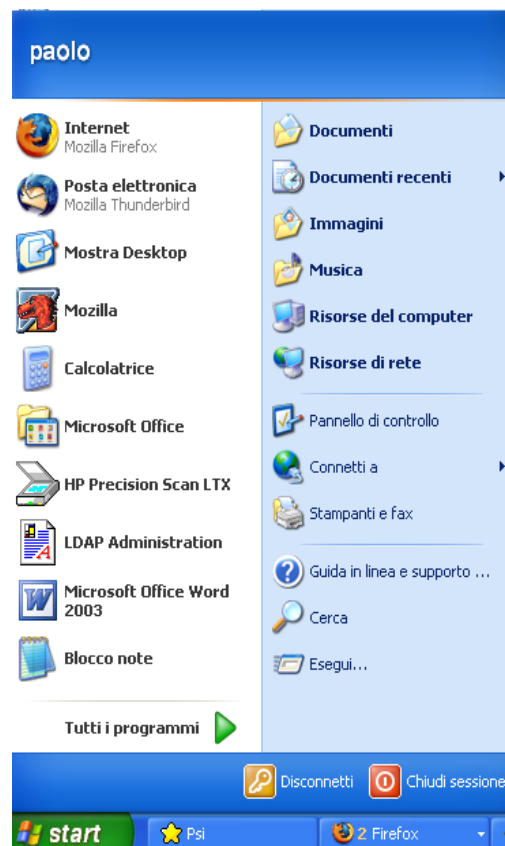 paolo
Internet
Mozilla Firefox
Posta elettronica
Mozilla Thunderbird
Mostra Desktop
Mozilla
Calcolatrice
Microsoft Office
HP Precision Scan LTX
LDAP Administration
Microsoft Office Word
2003
Blocco note
Tutti i programmi
Documenti
Documenti recenti
Immagini
Musica
Risorse del computer
Risorse di rete
Pannello di controllo
Connetti a
Stampanti e fax
Guida in linea e supporto ...
Cerca
Esegui...
Disconnetti
Chiudi sessione
start
Psi
2 Firefox